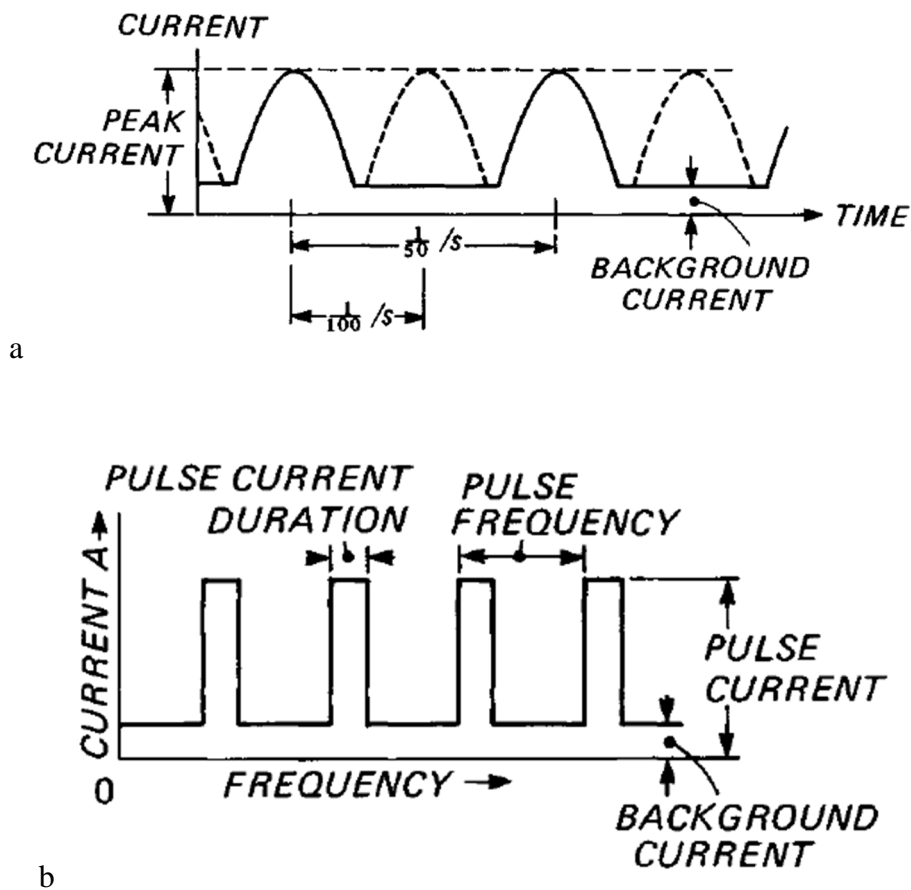 CURRENT
PEAK
CURRENT
TIME
1/50 /s
BACKGROUND
CURRENT
1/100 /s
a
PULSE CURRENT
DURATION
PULSE
FREQUENCY
CURRENT A
PULSE
CURRENT
0
FREQUENCY
BACKGROUND
CURRENT
b